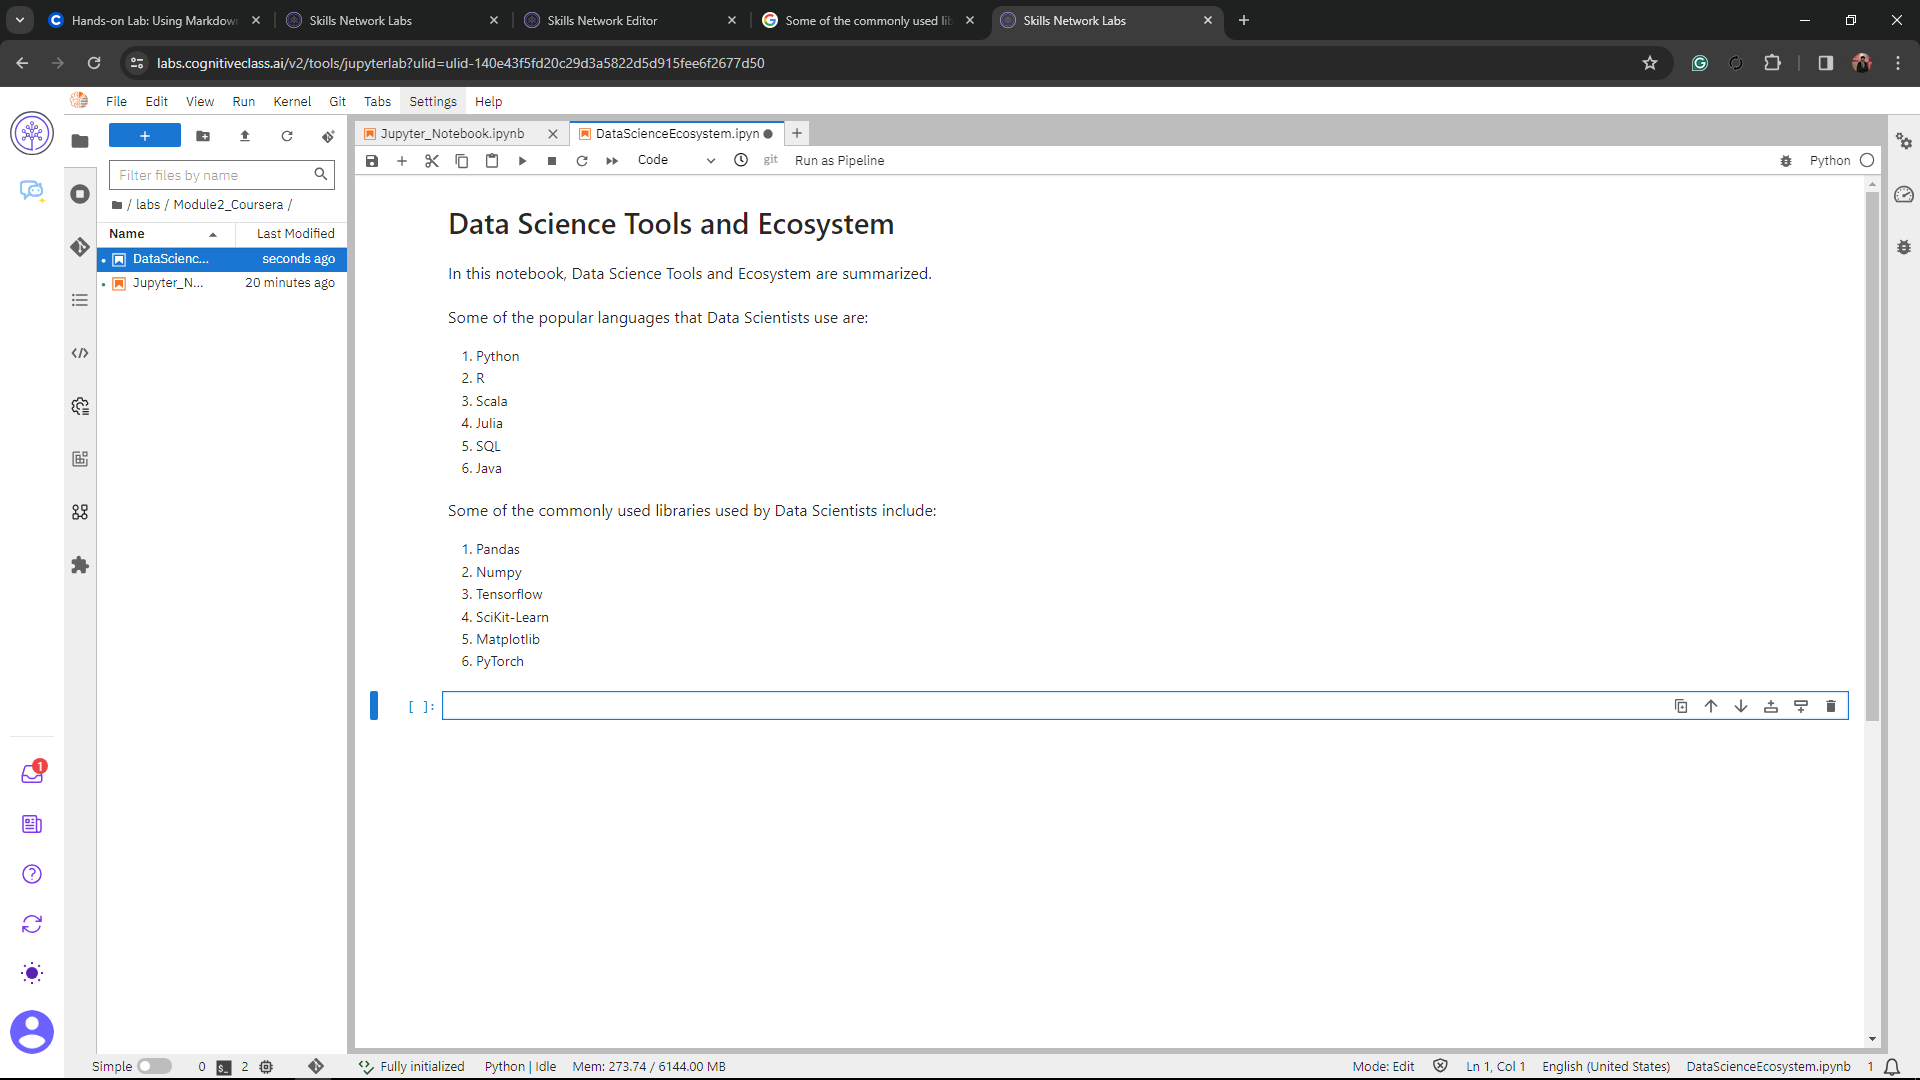 Hands-on Lab: Using Markdown
Skills Network Labs
Skills Network Editor
Some of the commonly used lib
Skills Network Labs
labs.cognitiveclass.ai/v2/tools/jupyterlab?ulid=ulid-140e43f5fd20c29d3a5822d5d915fee6f2677d50
File Edit View Run Kernel Git Tabs Settings Help
Jupyter_Notebook.ipynb
DataScienceEcosystem.ipyn
Code
git
Run as Pipeline
Python
Filter files by name
/ labs / Module2_Coursera /
Name Last Modified
DataScienc... seconds ago
Jupyter_N... 20 minutes ago
Data Science Tools and Ecosystem
In this notebook, Data Science Tools and Ecosystem are summarized.
Some of the popular languages that Data Scientists use are:
1. Python
2. R
3. Scala
4. Julia
5. SQL
6. Java
Some of the commonly used libraries used by Data Scientists include:
1. Pandas
2. Numpy
3. Tensorflow
4. SciKit-Learn
5. Matplotlib
6. PyTorch
[ ]:
1
Simple 0 2 Fully initialized Python | Idle Mem: 273.74 / 6144.00 MB Mode: Edit Ln 1, Col 1 English (United States) DataScienceEcosystem.ipynb 1